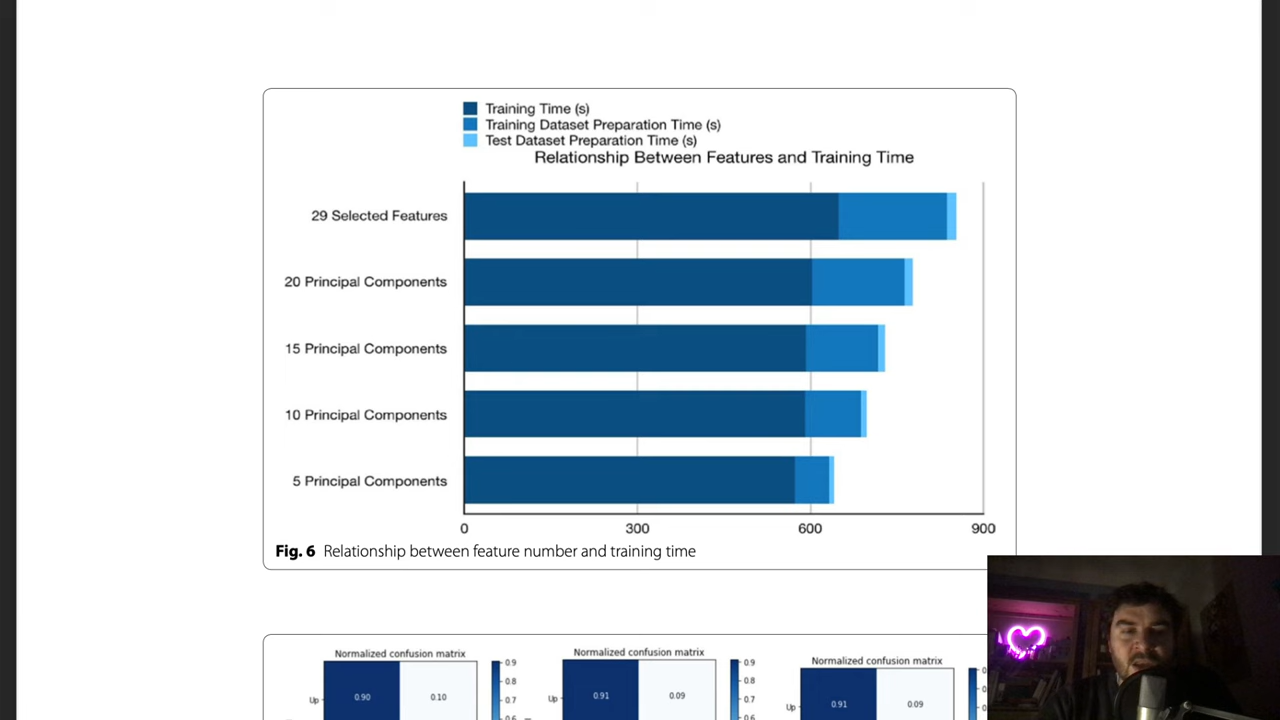 Training Time (s)
Training Dataset Preparation Time (s)
Test Dataset Preparation Time (s)
Relationship Between Features and Training Time
29 Selected Features
20 Principal Components
15 Principal Components
10 Principal Components
5 Principal Components
0 300 600 900
Fig. 6 Relationship between feature number and training time
Normalized confusion matrix Normalized confusion matrix Normalized confusion matrix
Up 0.90 0.10 0.9 0.8 0.7 0.6
Up 0.91 0.09 0.9 0.8 0.7 0.6
Up 0.91 0.09